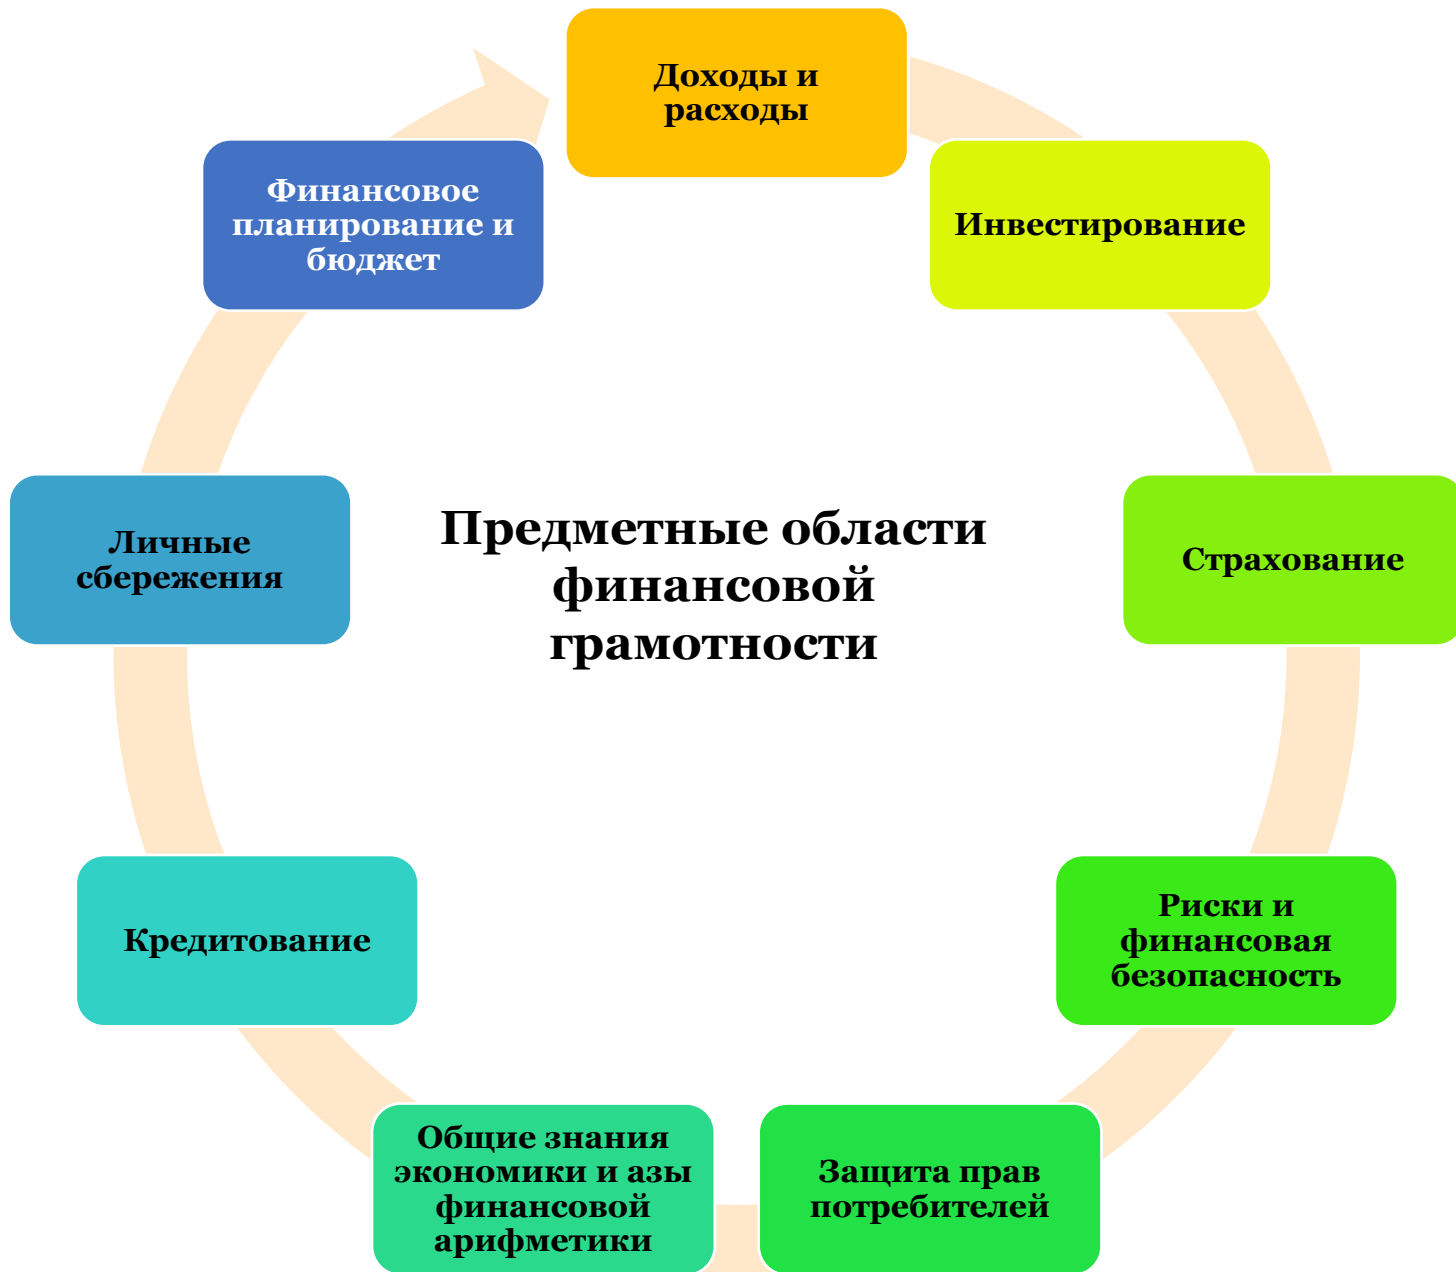 Доходы и
расходы
Инвестирование
Страхование
Риски и
финансовая
безопасность
Защита прав
потребителей
Общие знания
экономики и азы
финансовой
арифметики
Кредитование
Личные
сбережения
Финансовое
планирование и
бюджет
Предметные области
финансовой
грамотности